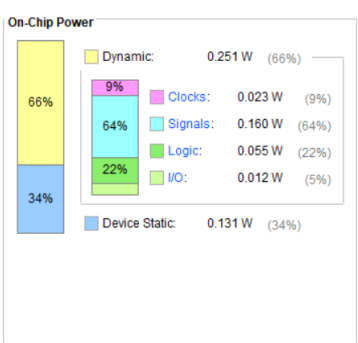 On-Chip Power
66%
34%
Dynamic: 0.251 W (66%)
9%
64%
22%
Clocks: 0.023 W (9%)
Signals: 0.160 W (64%)
Logic: 0.055 W (22%)
I/O: 0.012 W (5%)
Device Static: 0.131 W (34%)